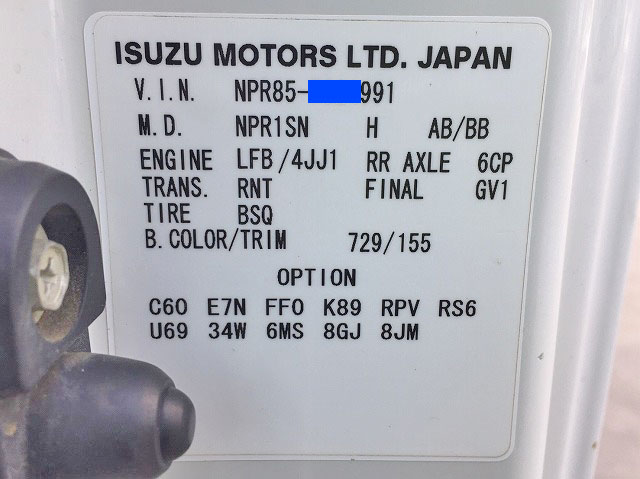 ISUZU MOTORS LTD. JAPAN
V.I.N. NPR85-991
M.D. NPR1SN H AB/BB
ENGINE LFB/4JJ1 RR AXLE 6CP
TRANS. RNT FINAL GV1
TIRE BSQ
B.COLOR/TRIM 729/155
OPTION
C60 E7N FF0 K89 RPV RS6
U69 34W 6MS 8GJ 8JM